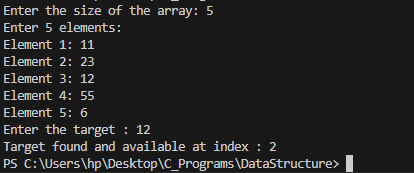 Enter the size of the array: 5
Enter 5 elements:
Element 1: 11
Element 2: 23
Element 3: 12
Element 4: 55
Element 5: 6
Enter the target : 12
Target found and available at index : 2
PS C:\Users\hp\Desktop\C_Programs\DataStructure>